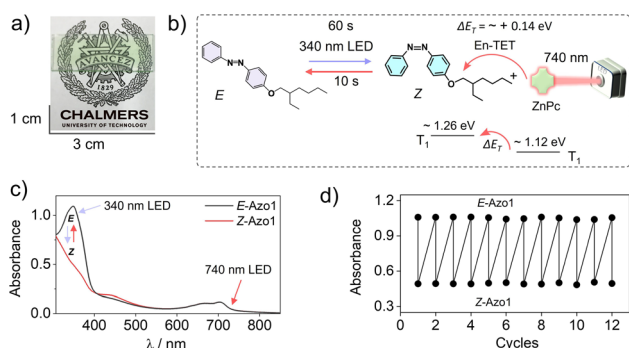 a)
AVANCEZ
1829
CHALMERS
UNIVERSITY OF TECHNOLOGY
1 cm
3 cm
b)
60 s
340 nm LED
10 s
N=N
O
E
N=N
O
Z
ΔE_T = ~ + 0.14 eV
En-TET
740 nm
+
ZnPc
~ 1.26 eV
T₁
ΔE_T
~ 1.12 eV
T₁
c)
340 nm LED
E-Azo1
Z-Azo1
E
Z
740 nm LED
Absorbance
1.0
0.5
0.0
400 500 600 700 800
λ / nm
d)
E-Azo1
Z-Azo1
Absorbance
1.2
0.9
0.6
0.3
0 2 4 6 8 10 12 14
Cycles